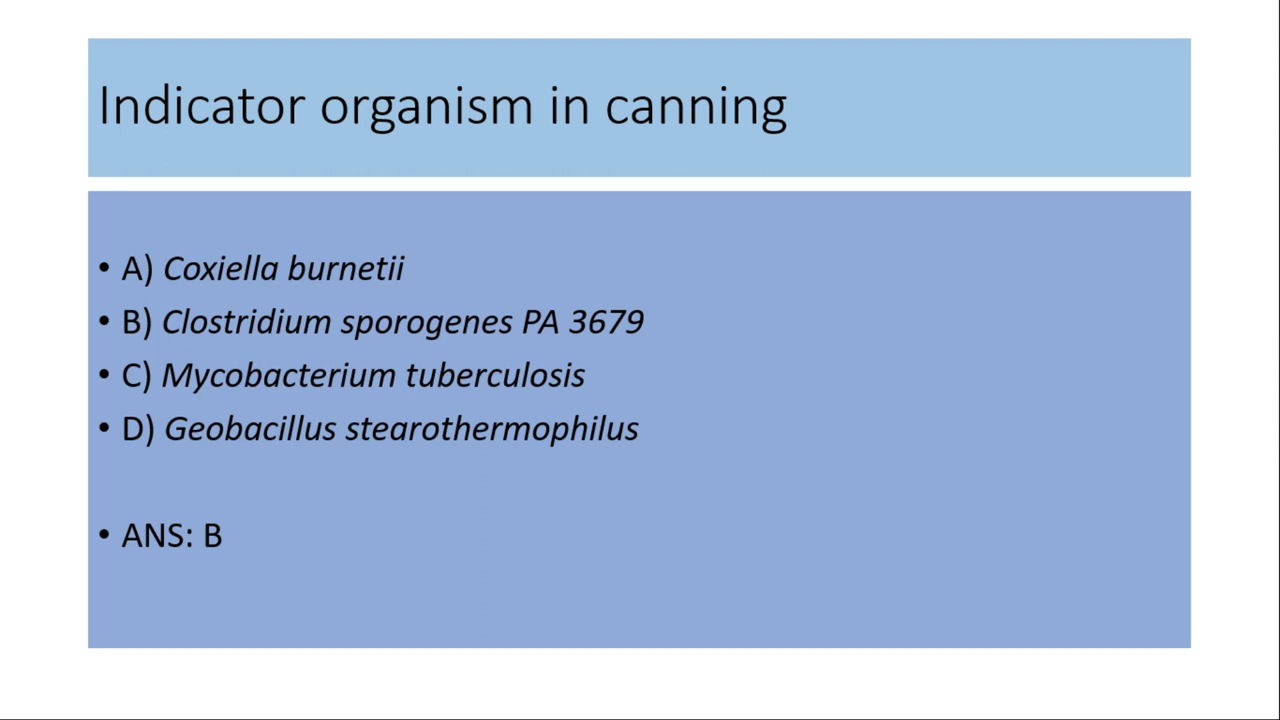 Indicator organism in canning
• A) Coxiella burnetii
• B) Clostridium sporogenes PA 3679
• C) Mycobacterium tuberculosis
• D) Geobacillus stearothermophilus
• ANS: B